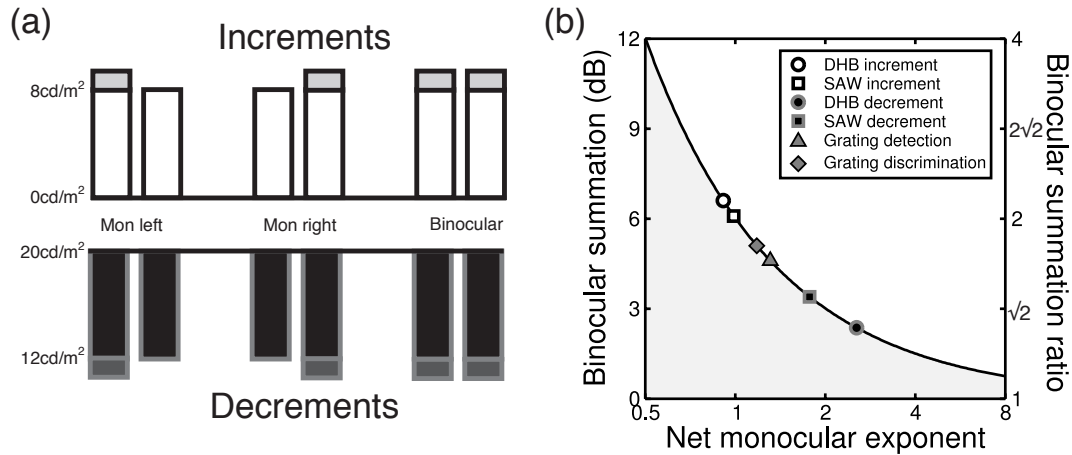 (a)
Increments
8cd/m²
0cd/m²
Mon left
Mon right
Binocular
20cd/m²
12cd/m²
Decrements
(b)
Binocular summation (dB)
12
9
6
3
0
DHB increment
SAW increment
DHB decrement
SAW decrement
Grating detection
Grating discrimination
4
2√2
2
√2
1
Binocular summation ratio
0.5 1 2 4 8
Net monocular exponent